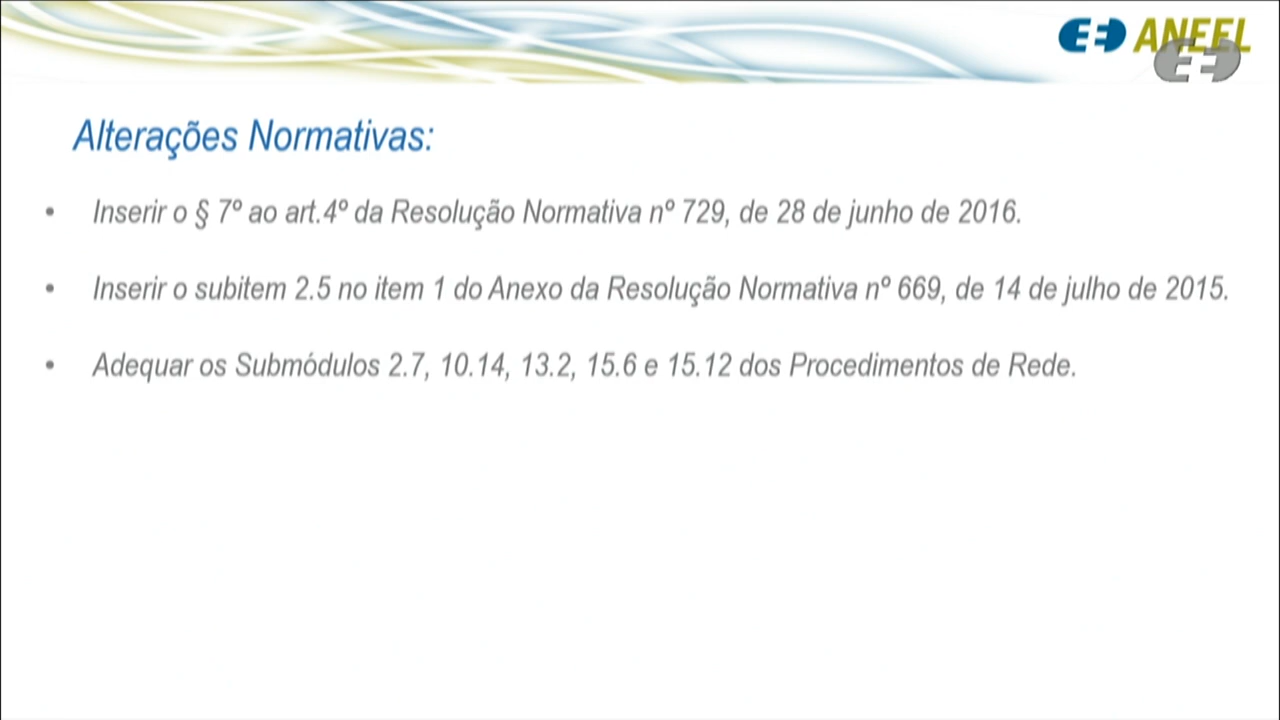 ANEEL
Alterações Normativas:
• Inserir o § 7º ao art.4º da Resolução Normativa nº 729, de 28 de junho de 2016.
• Inserir o subitem 2.5 no item 1 do Anexo da Resolução Normativa nº 669, de 14 de julho de 2015.
• Adequar os Submódulos 2.7, 10.14, 13.2, 15.6 e 15.12 dos Procedimentos de Rede.